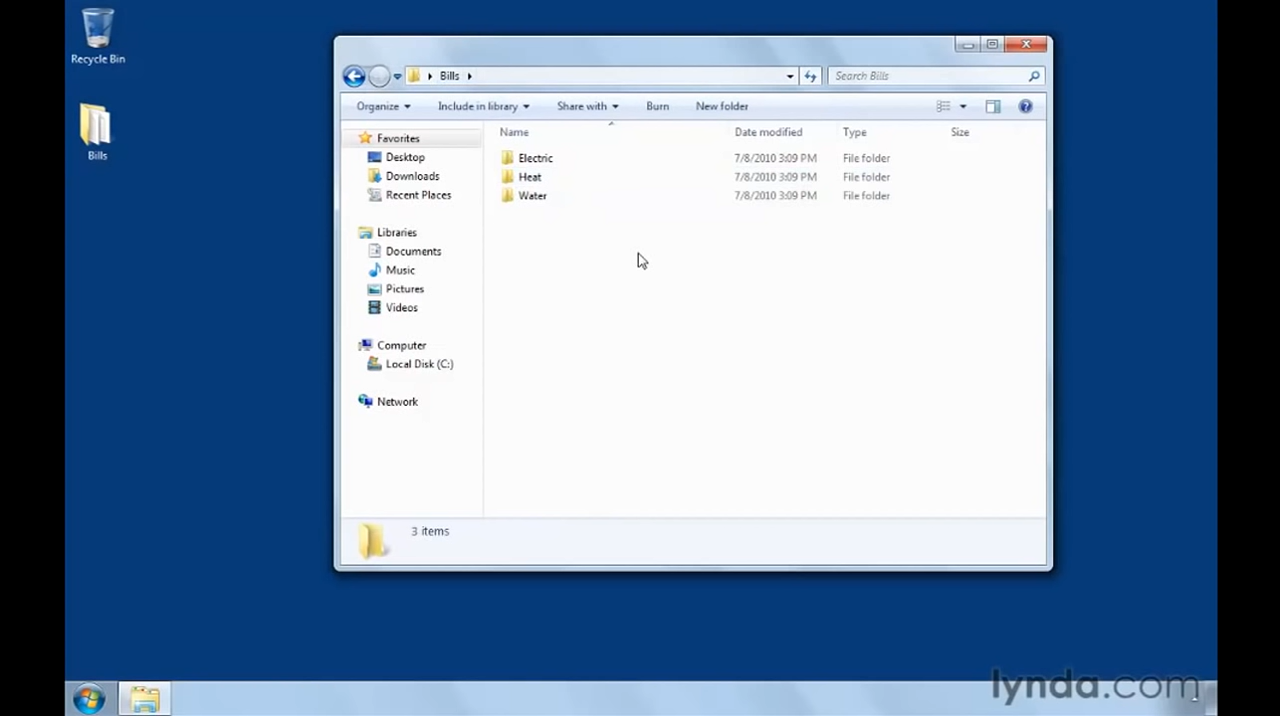 Recycle Bin
Bills
Bills
Search Bills
Organize Include in library Share with Burn New folder
Name Date modified Type Size
Favorites
Desktop
Downloads
Recent Places
Libraries
Documents
Music
Pictures
Videos
Computer
Local Disk (C:)
Network
Electric 7/8/2010 3:09 PM File folder
Heat 7/8/2010 3:09 PM File folder
Water 7/8/2010 3:09 PM File folder
3 items
lynda.com